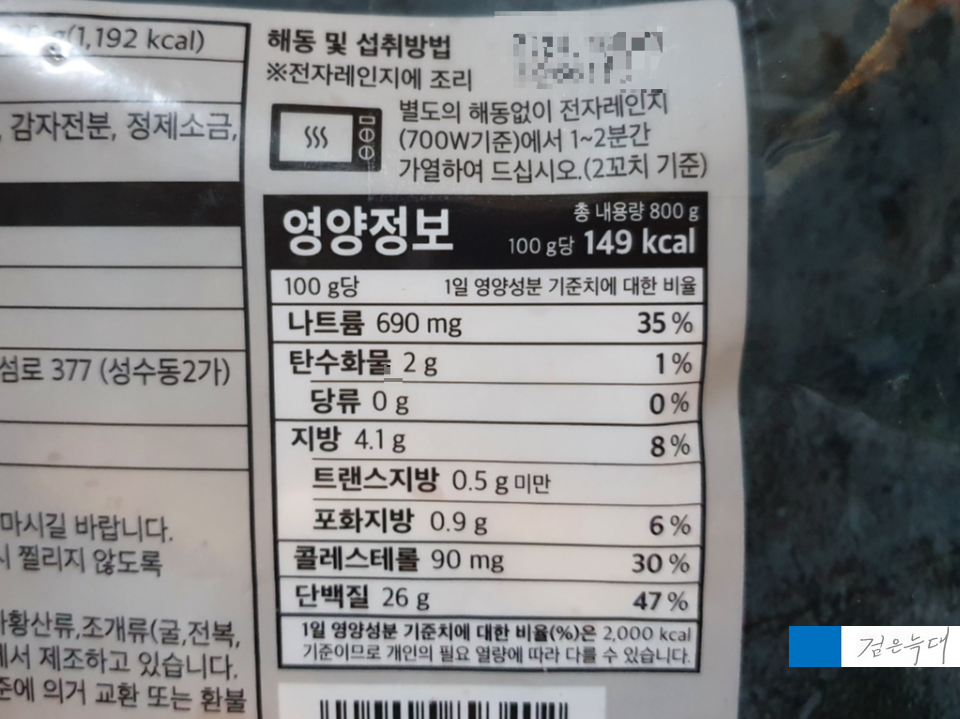 (1,192 kcal)
, 감자전분, 정제소금,
섬로 377 (성수동2가)
마시길 바랍니다.
시 찔리지 않도록
황산류,조개류(굴,전복,
에서 제조하고 있습니다.
준에 의거 교환 또는 환불
해동 및 섭취방법
※전자레인지에 조리
별도의 해동없이 전자레인지
(700W기준)에서 1~2분간
가열하여 드십시오.(2꼬치 기준)
영양정보
총 내용량 800 g
100 g당 149 kcal
100 g당 1일 영양성분 기준치에 대한 비율
나트륨 690 mg 35 %
탄수화물 2 g 1 %
당류 0 g 0 %
지방 4.1 g 8 %
트랜스지방 0.5 g 미만
포화지방 0.9 g 6 %
콜레스테롤 90 mg 30 %
단백질 26 g 47 %
1일 영양성분 기준치에 대한 비율(%)은 2,000 kcal
기준이므로 개인의 필요 열량에 따라 다를 수 있습니다.
검은늑대